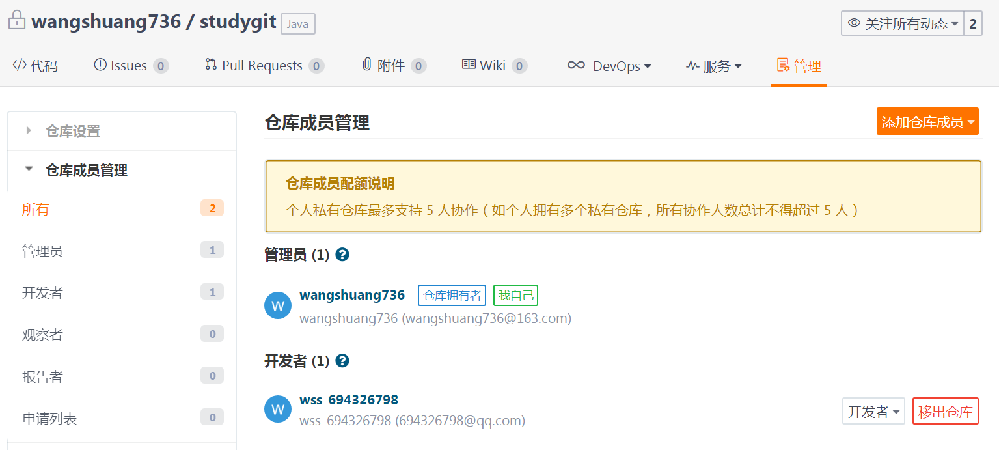 wangshuang736 / studygit Java 关注所有动态 2
代码 Issues 0 Pull Requests 0 附件 0 Wiki 0 DevOps 服务 管理
仓库设置
仓库成员管理
所有 2
管理员 1
开发者 1
观察者 0
报告者 0
申请列表 0
仓库成员管理 添加仓库成员
仓库成员配额说明
个人私有仓库最多支持 5 人协作（如个人拥有多个私有仓库，所有协作人数总计不得超过 5 人）
管理员 (1) ?
W wangshuang736 仓库拥有者 我自己
wangshuang736 (wangshuang736@163.com)
开发者 (1) ?
W wss_694326798
wss_694326798 (694326798@qq.com) 开发者 移出仓库